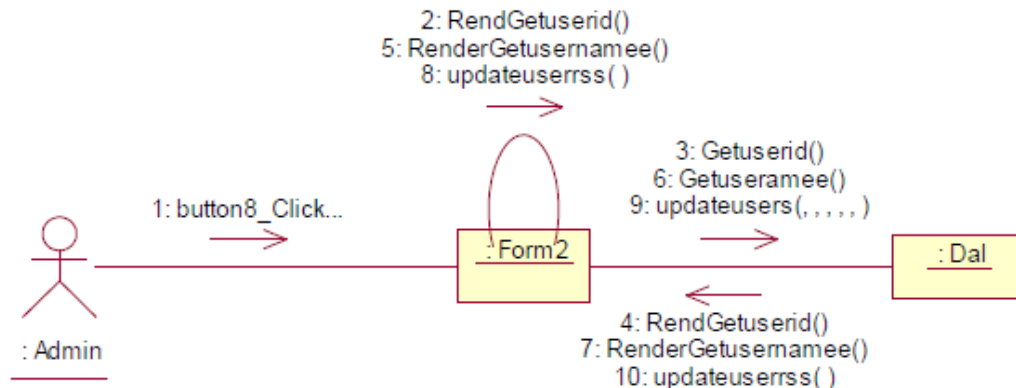 2: RendGetuserid()
5: RenderGetusernamee()
8: updateuserrss( )
3: Getuserid()
6: Getuseramee()
9: updateusers(, , , , , )
1: button8_Click...
: Form2
: Dal
: Admin
4: RendGetuserid()
7: RenderGetusernamee()
10: updateuserrss( )